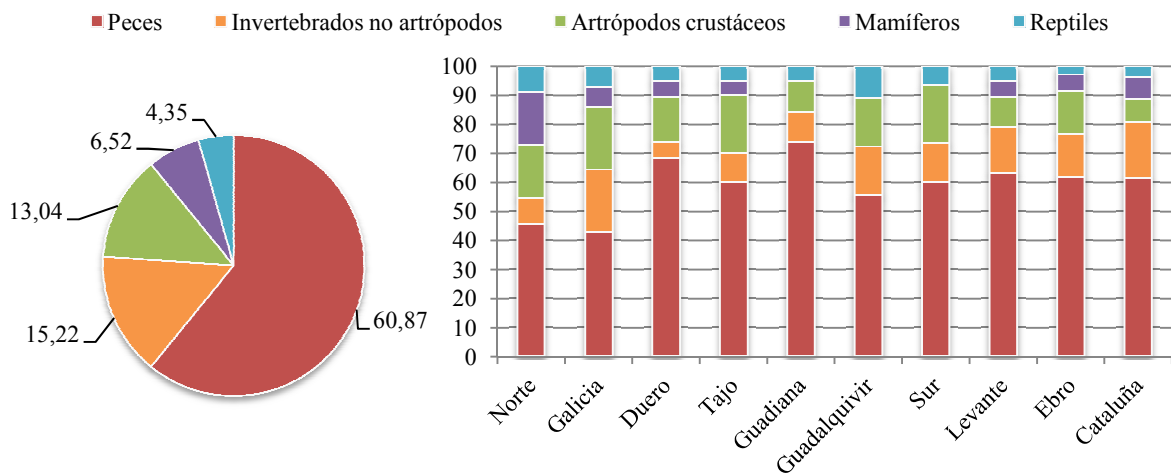 Peces Invertebrados no artrópodos Artrópodos crustáceos Mamíferos Reptiles
4,35
6,52
13,04
15,22
60,87
100
90
80
70
60
50
40
30
20
10
0
Norte
Galicia
Duero
Tajo
Guadiana
Guadalquivir
Sur
Levante
Ebro
Cataluña